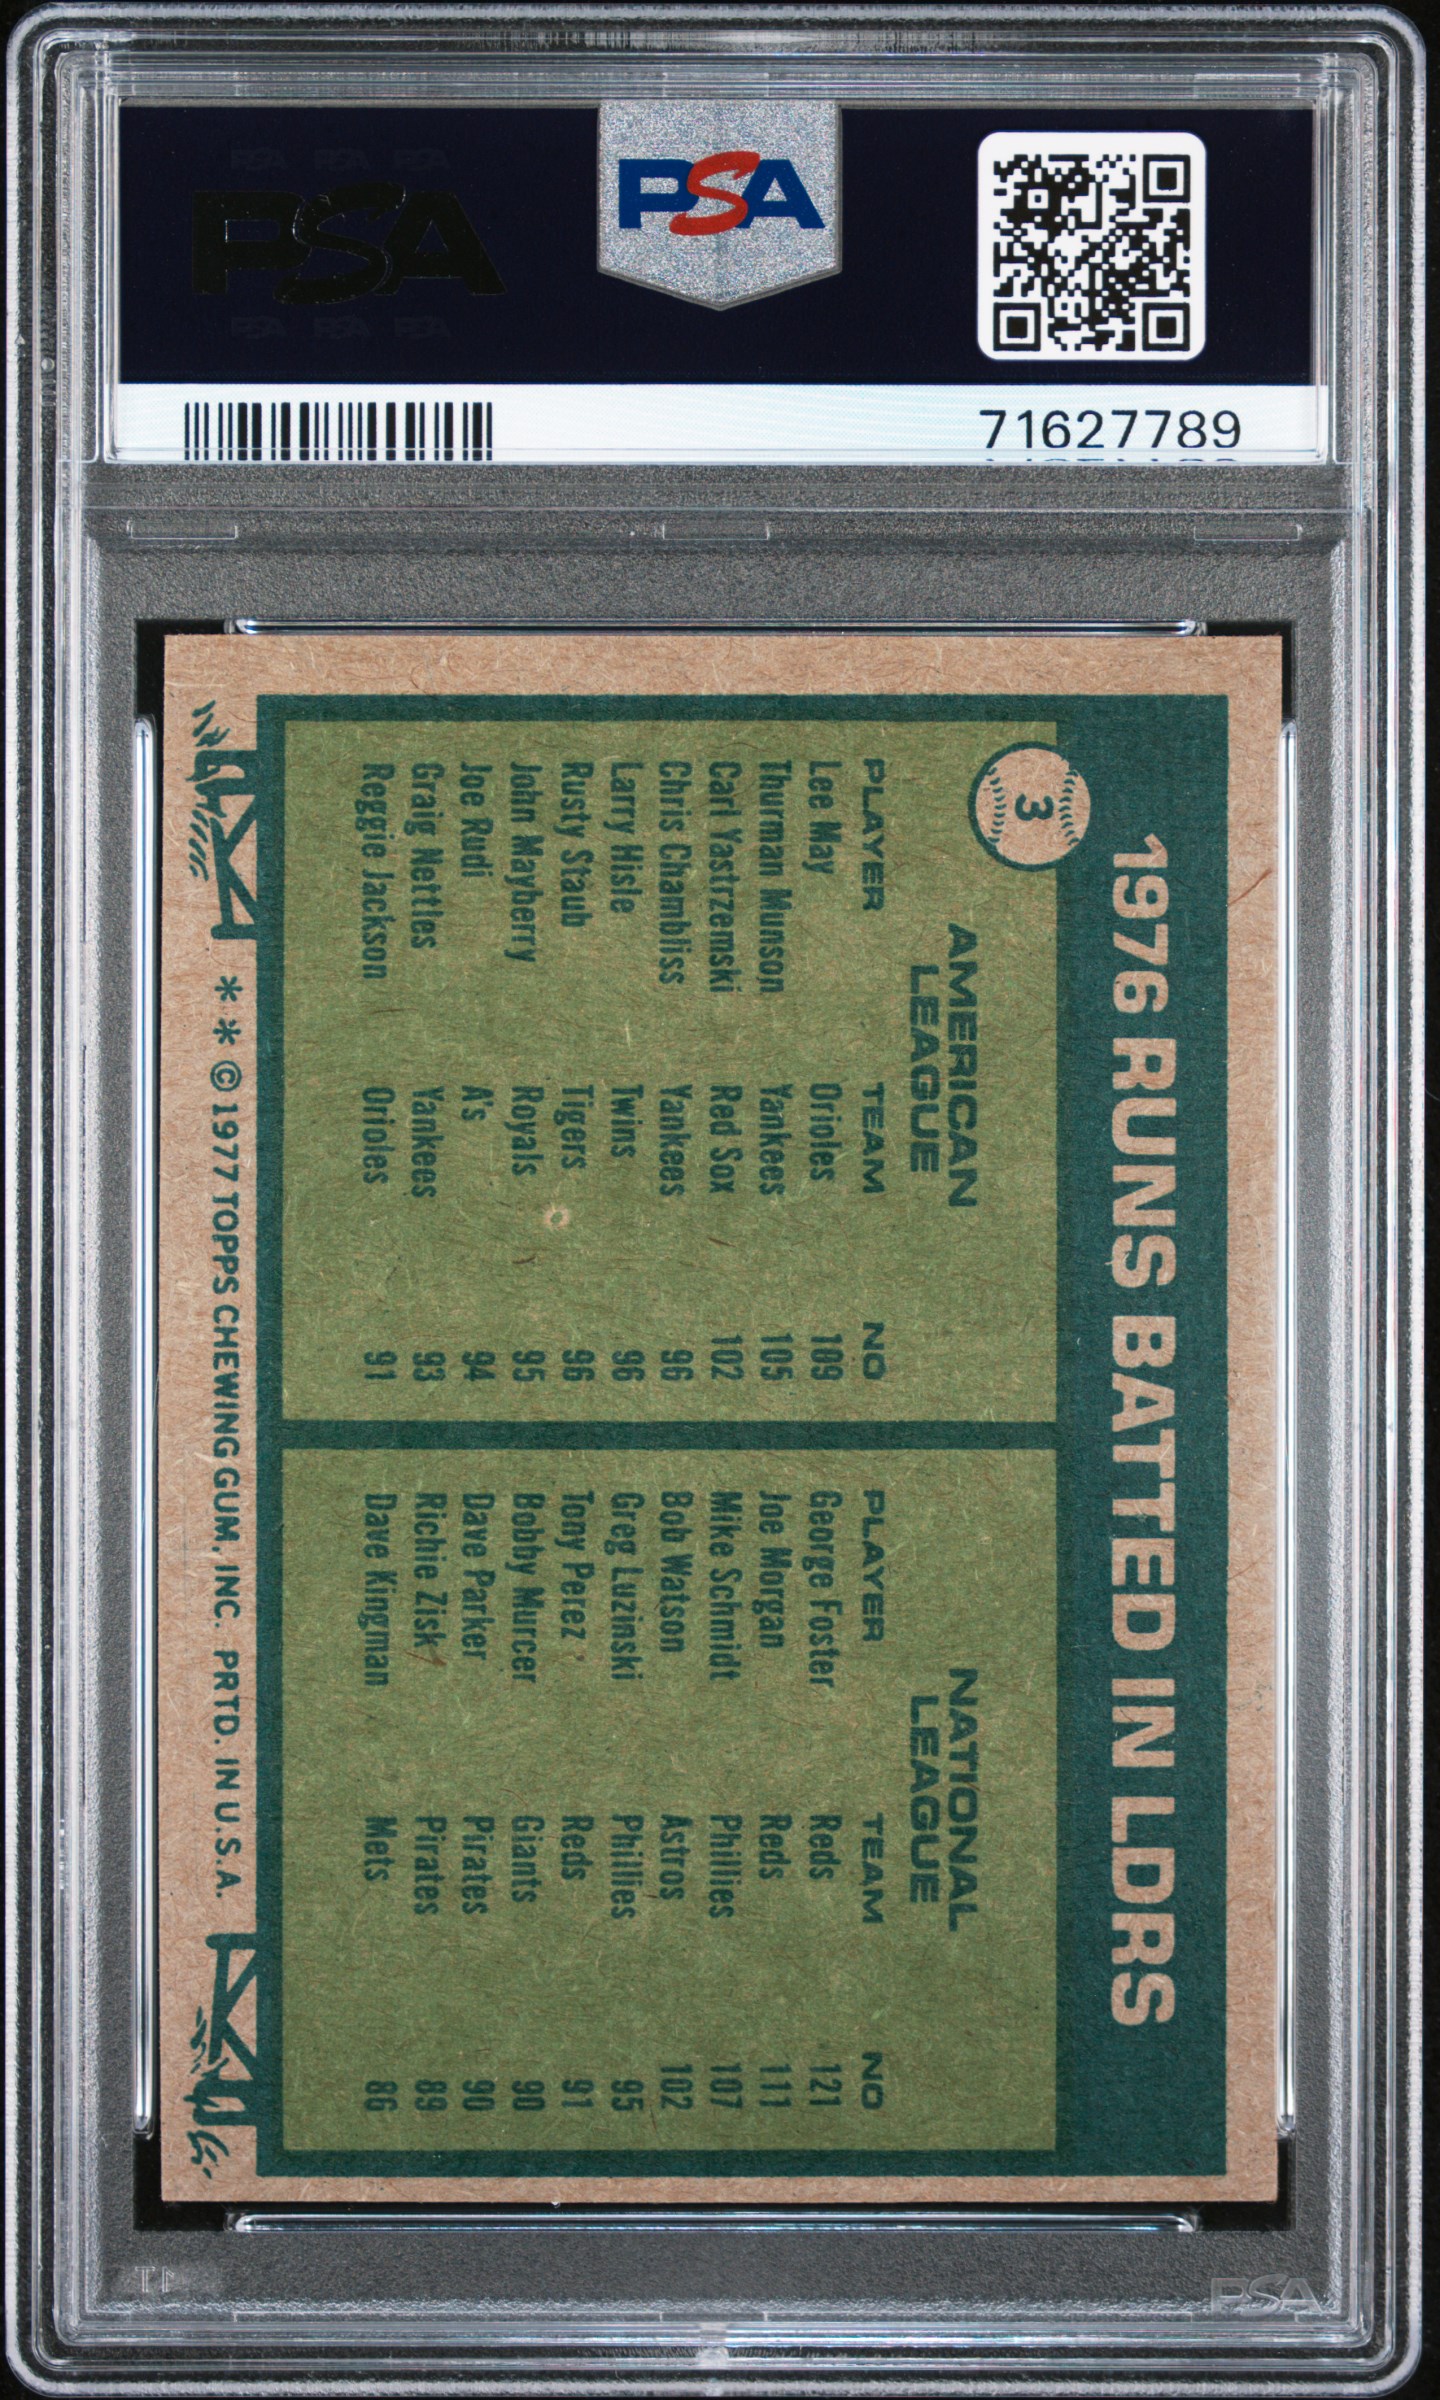 PSA
PSA
71627789
3
1976 RUNS BATTED IN LDRS
AMERICAN
LEAGUE
PLAYER TEAM NO
Lee May Orioles 109
Thurman Munson Yankees 105
Carl Yastrzemski Red Sox 102
Chris Chambliss Yankees 96
Larry Hisle Twins 96
Rusty Staub Tigers 96
John Mayberry Royals 95
Joe Rudi A's 94
Graig Nettles Yankees 93
Reggie Jackson Orioles 91
NATIONAL
LEAGUE
PLAYER TEAM NO
George Foster Reds 121
Joe Morgan Reds 111
Mike Schmidt Phillies 107
Bob Watson Astros 102
Greg Luzinski Phillies 95
Tony Perez Reds 91
Bobby Murcer Giants 90
Dave Parker Pirates 90
Richie Zisk Pirates 89
Dave Kingman Mets 86
* * © 1977 TOPPS CHEWING GUM, INC. PRTD. IN U.S.A.
PSA